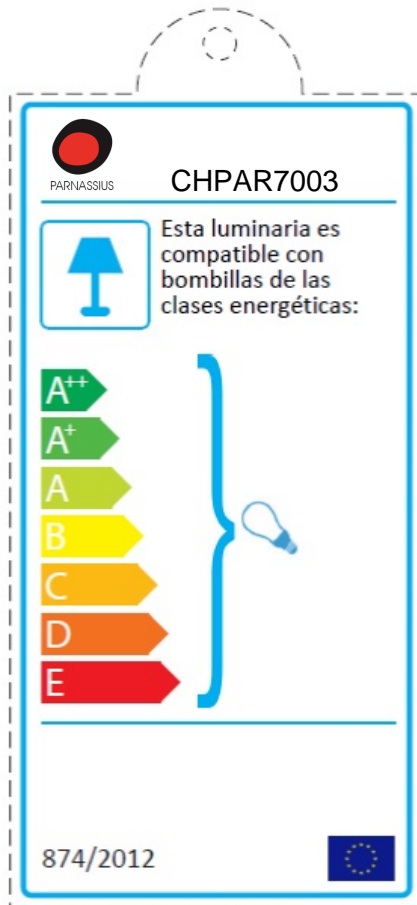 PARNASSIUS
CHPAR7003
Esta luminaria es
compatible con
bombillas de las
clases energéticas:
A++
A+
A
B
C
D
E
874/2012